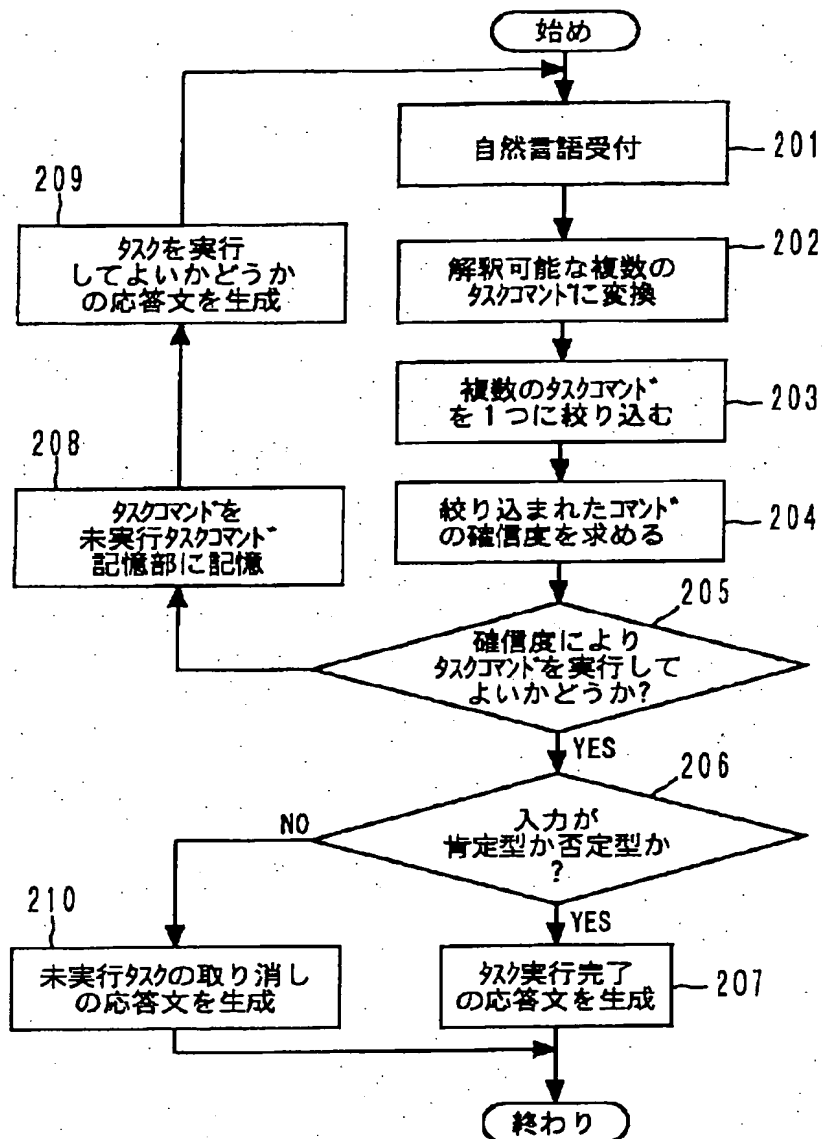 始め
自然言語受付
201
202
解釈可能な複数の
ﾀｽｸｺﾏﾝﾄﾞに変換
複数のﾀｽｸｺﾏﾝﾄﾞ
を1つに絞り込む
203
絞り込まれたｺﾏﾝﾄﾞ
の確信度を求める
204
205
確信度により
ﾀｽｸｺﾏﾝﾄﾞを実行して
よいかどうか?
YES
206
入力が
肯定型か否定型か
?
NO
YES
ﾀｽｸ実行完了
の応答文を生成
207
208
ﾀｽｸｺﾏﾝﾄﾞを
未実行ﾀｽｸｺﾏﾝﾄﾞ
記憶部に記憶
209
ﾀｽｸを実行
してよいかどうか
の応答文を生成
210
未実行ﾀｽｸの取り消し
の応答文を生成
終わり